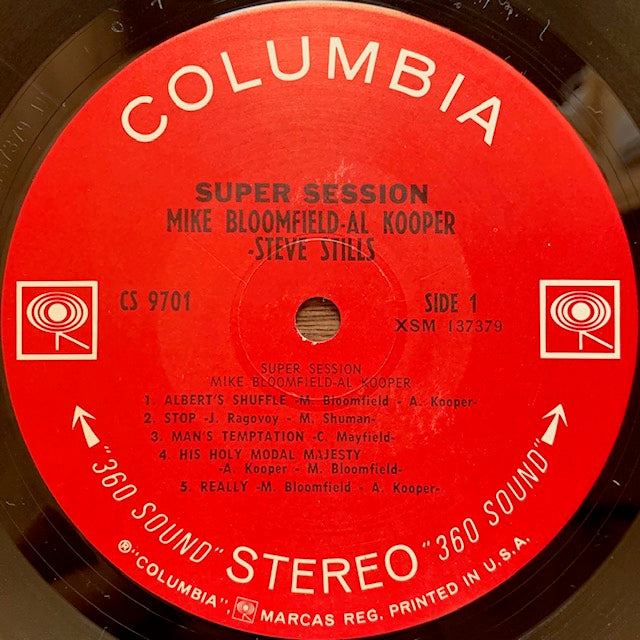 COLUMBIA
SUPER SESSION
MIKE BLOOMFIELD-AL KOOPER
-STEVE STILLS
CS 9701
SIDE 1
XSM 137379
SUPER SESSION
MIKE BLOOMFIELD-AL KOOPER
1. ALBERT'S SHUFFLE -M. Bloomfield - A. Kooper-
2. STOP -J. Ragovoy - M. Shuman-
3. MAN'S TEMPTATION -C. Mayfield-
4. HIS HOLY MODAL MAJESTY
-A. Kooper - M. Bloomfield-
5. REALLY -M. Bloomfield - A. Kooper-
"360 SOUND" STEREO "360 SOUND"
®"COLUMBIA", MARCAS REG. PRINTED IN U.S.A.